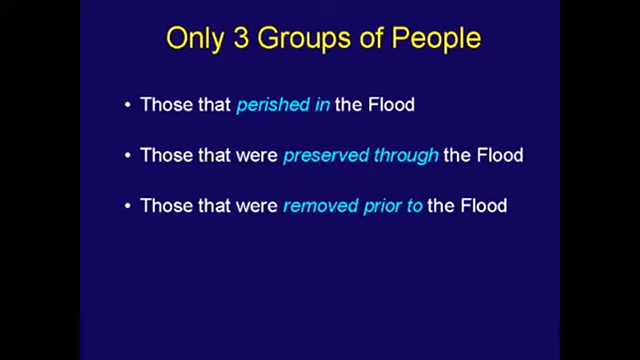 Only 3 Groups of People
• Those that perished in the Flood
• Those that were preserved through the Flood
• Those that were removed prior to the Flood